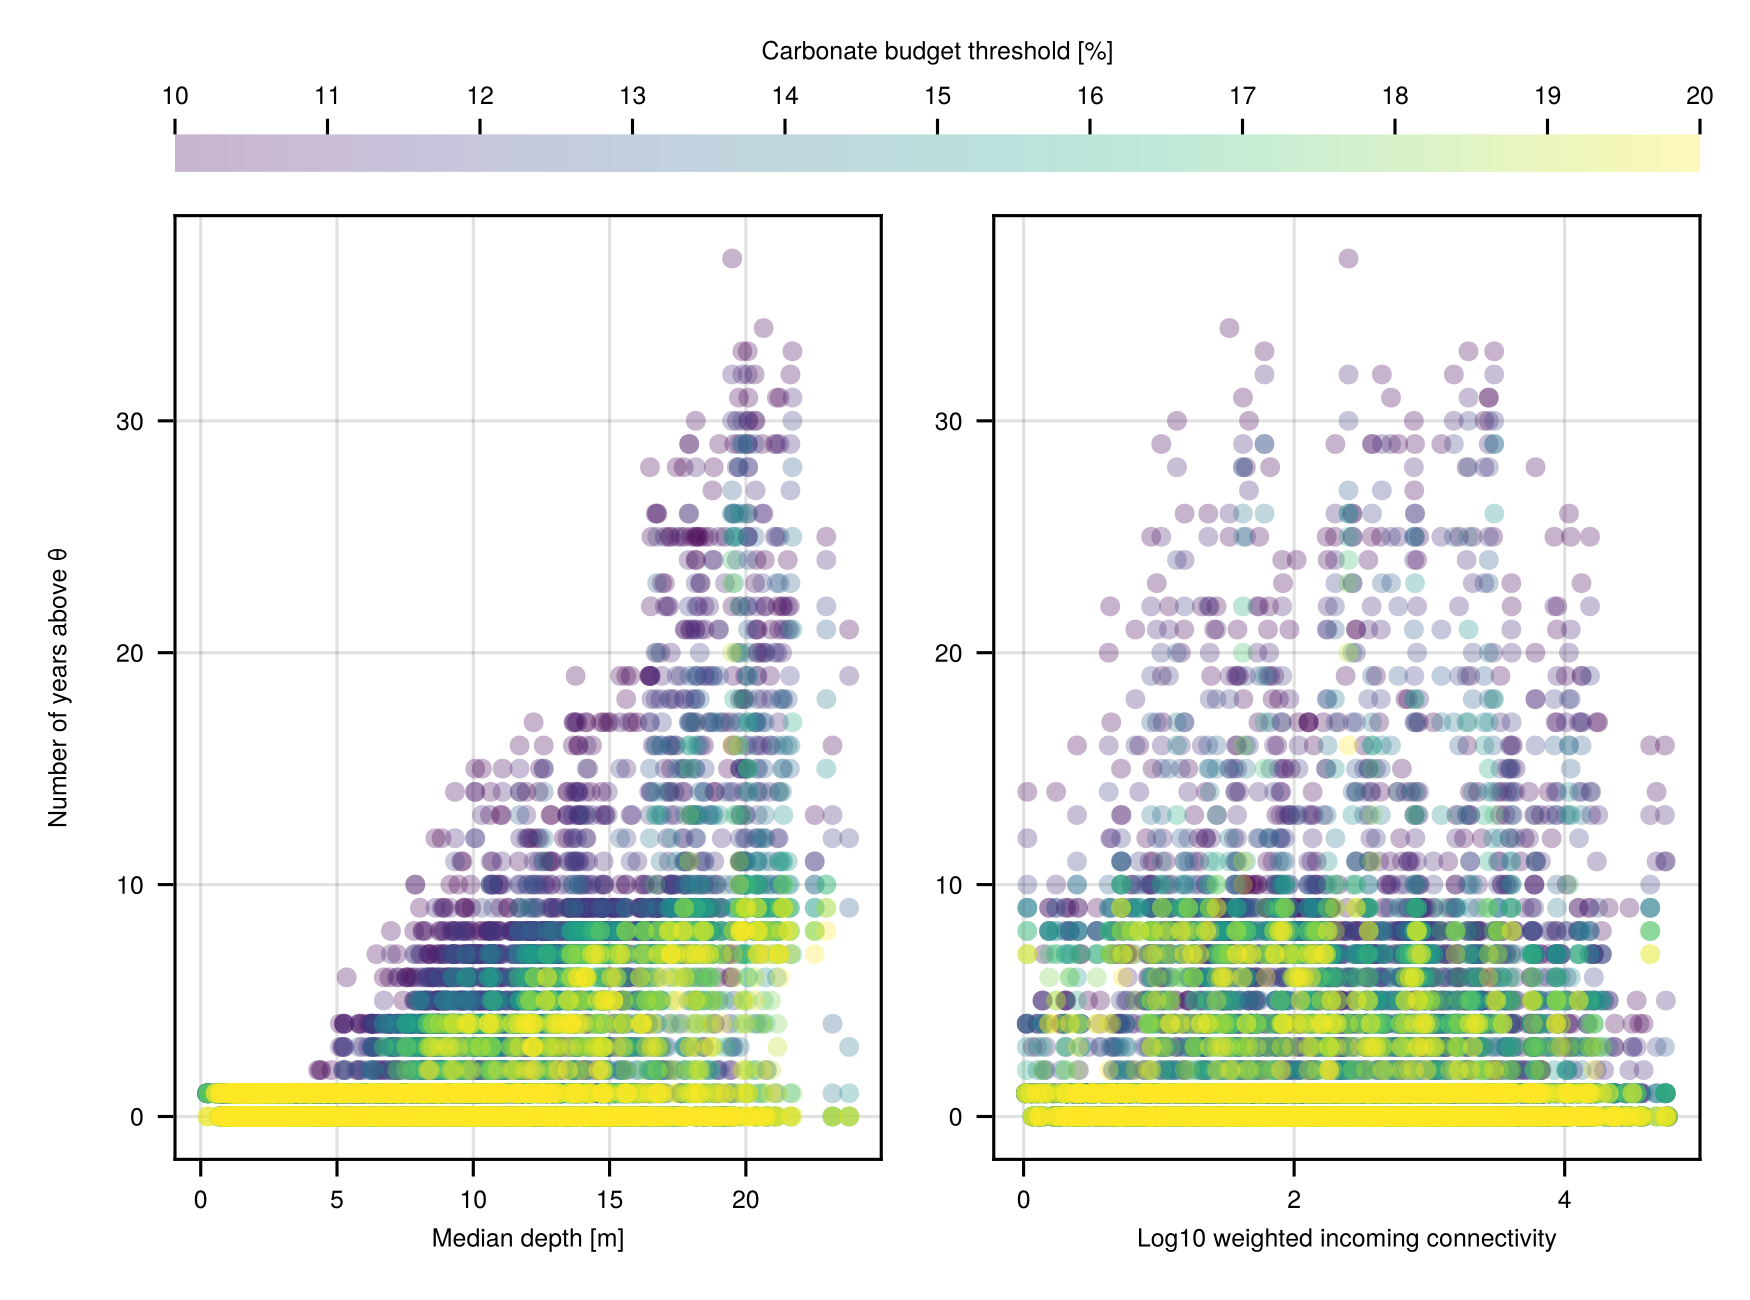 Carbonate budget threshold [%]
10 11 12 13 14 15 16 17 18 19 20
Number of years above θ
30
20
10
0
0 5 10 15 20
Median depth [m]
30
20
10
0
0 2 4
Log10 weighted incoming connectivity